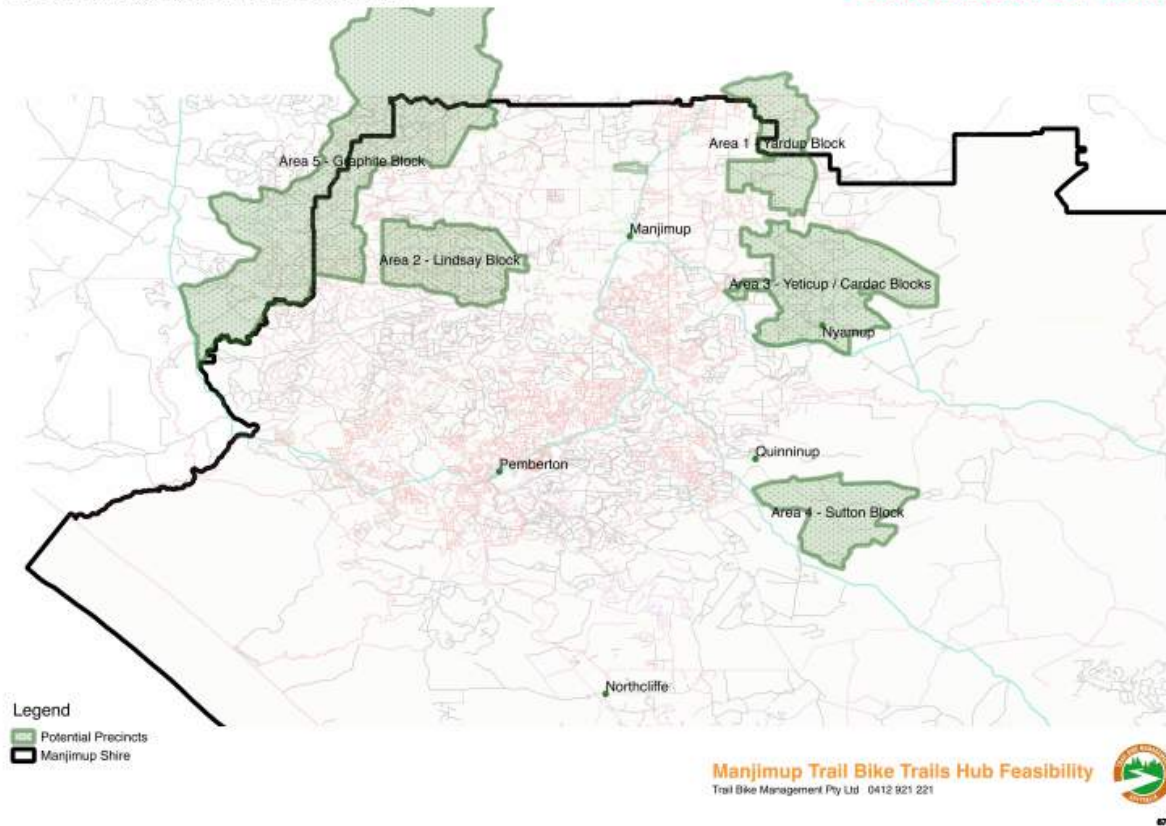 Area 1 - Yardup Block
Area 5 - Graphite Block
Manjimup
Area 2 - Lindsay Block
Area 3 - Yeticup / Cardac Blocks
Nyamup
Quinninup
Pemberton
Area 4 - Sutton Block
Northcliffe
Legend
Potential Precincts
Manjimup Shire
Manjimup Trail Bike Trails Hub Feasibility
Trail Bike Management Pty Ltd 0412 921 221